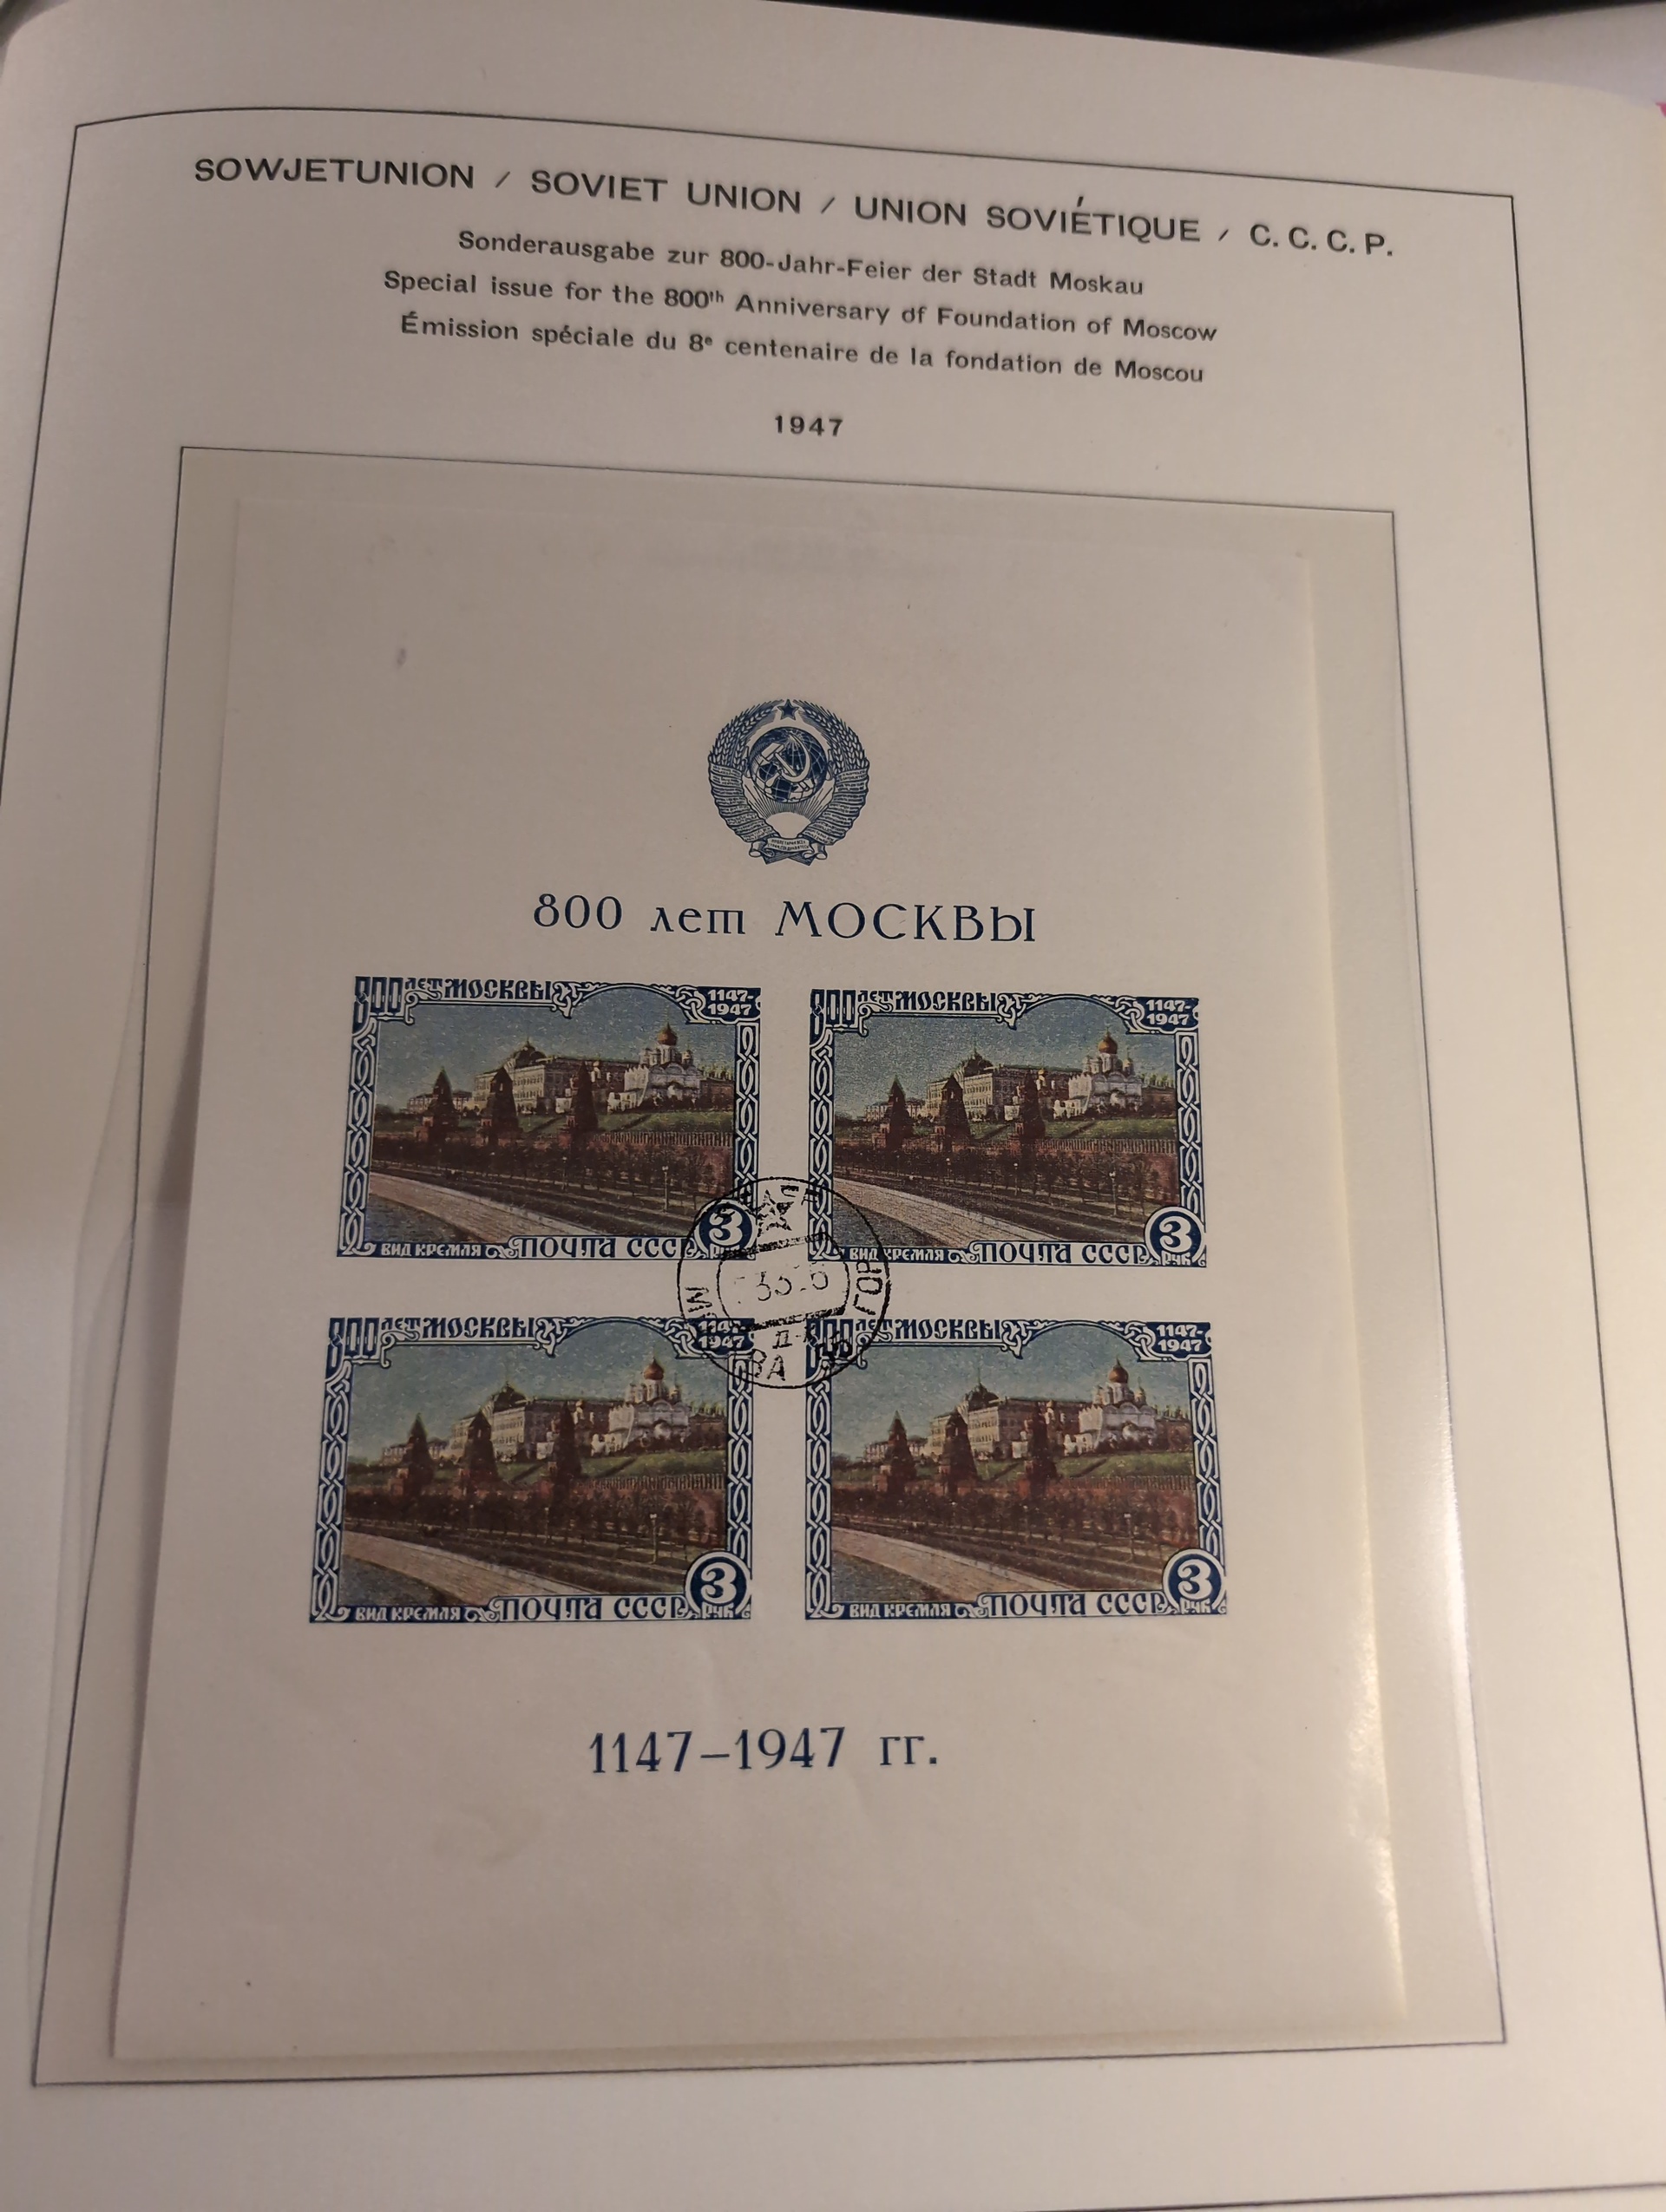 SOWJETUNION / SOVIET UNION / UNION SOVIÉTIQUE / C.C.C.P.
Sonderausgabe zur 800-Jahr-Feier der Stadt Moskau
Special issue for the 800th Anniversary of Foundation of Moscow
Émission spéciale du 8e centenaire de la fondation de Moscou
1947
800 лет МОСКВЫ
800 ЛЕТ МОСКВЫ 1147-1947
ВИД КРЕМЛЯ ПОЧТА СССР 3 РУБ
800 ЛЕТ МОСКВЫ 1147-1947
ВИД КРЕМЛЯ ПОЧТА СССР 3 РУБ
800 ЛЕТ МОСКВЫ 1147-1947
ВИД КРЕМЛЯ ПОЧТА СССР 3 РУБ
800 ЛЕТ МОСКВЫ 1147-1947
ВИД КРЕМЛЯ ПОЧТА СССР 3 РУБ
1147–1947 гг.